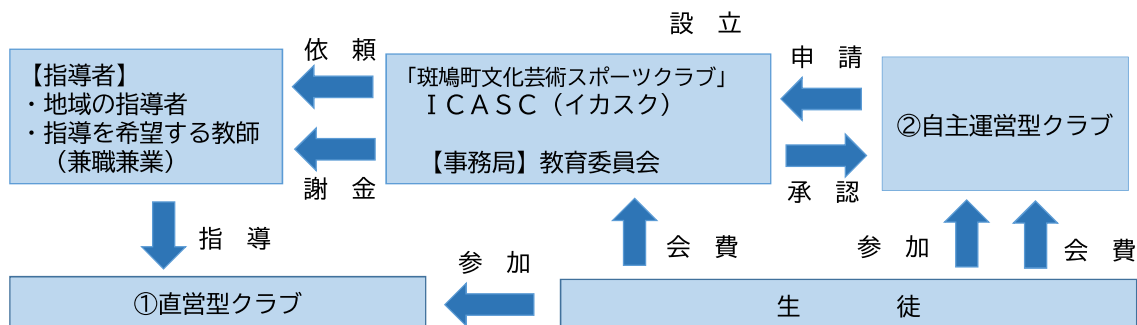 設　立
依　頼
申　請
【指導者】
・地域の指導者
・指導を希望する教師
（兼職兼業）
「斑鳩町文化芸術スポーツクラブ」
ＩＣＡＳＣ（イカスク）
【事務局】教育委員会
②自主運営型クラブ
謝　金
承　認
指　導
参　加
会　費
参　加
会　費
①直営型クラブ
生　　　徒